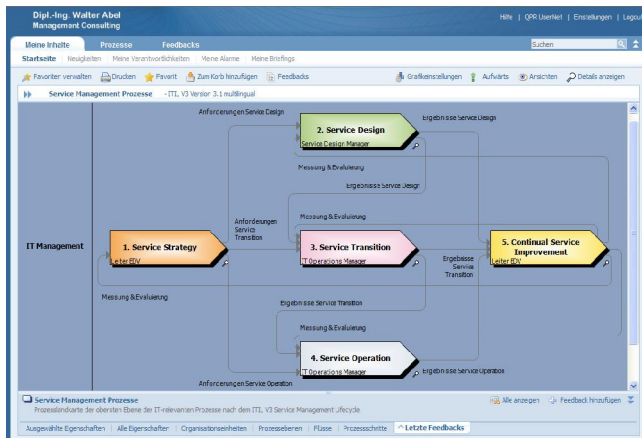 Dipl.-Ing. Walter Abel
Management Consulting
Hilfe | QPR UserNet | Einstellungen | Logout
Meine Inhalte Prozesse Feedbacks
Suchen
Startseite | Neuigkeiten | Meine Verantwortlichkeiten | Meine Alarme | Meine Briefings
Favoriten verwalten Drucken Favorit Zum Korb hinzufügen Feedbacks Grafikeinstellungen Aufwärts Ansichten Details anzeigen
Service Management Prozesse - ITIL V3 Version 3.1 multilingual
Anforderungen Service Design
Ergebnisse Service Design
2. Service Design
Service Design Manager
Messung & Evaluierung
Ergebnisse Service Design
Anforderungen
Service
Transition
Messung & Evaluierung
IT Management
1. Service Strategy
Leiter EDV
3. Service Transition
IT Operations Manager
5. Continual Service
Improvement
Leiter EDV
Ergebnisse
Service
Transition
Messung & Evaluierung
Ergebnisse Service Transition
Messung & Evaluierung
4. Service Operation
IT Operations Manager
Ergebnisse Service Operation
Anforderungen Service Operation
Service Management Prozesse
Alle anzeigen Feedback hinzufügen
Prozesslandkarte der obersten Ebene der IT-relevanten Prozesse nach dem ITIL V3 Service Management Lifecycle
Ausgewählte Eigenschaften | Alle Eigenschaften | Organisationseinheiten | Prozessebenen | Flüsse | Prozessschritte | Letzte Feedbacks